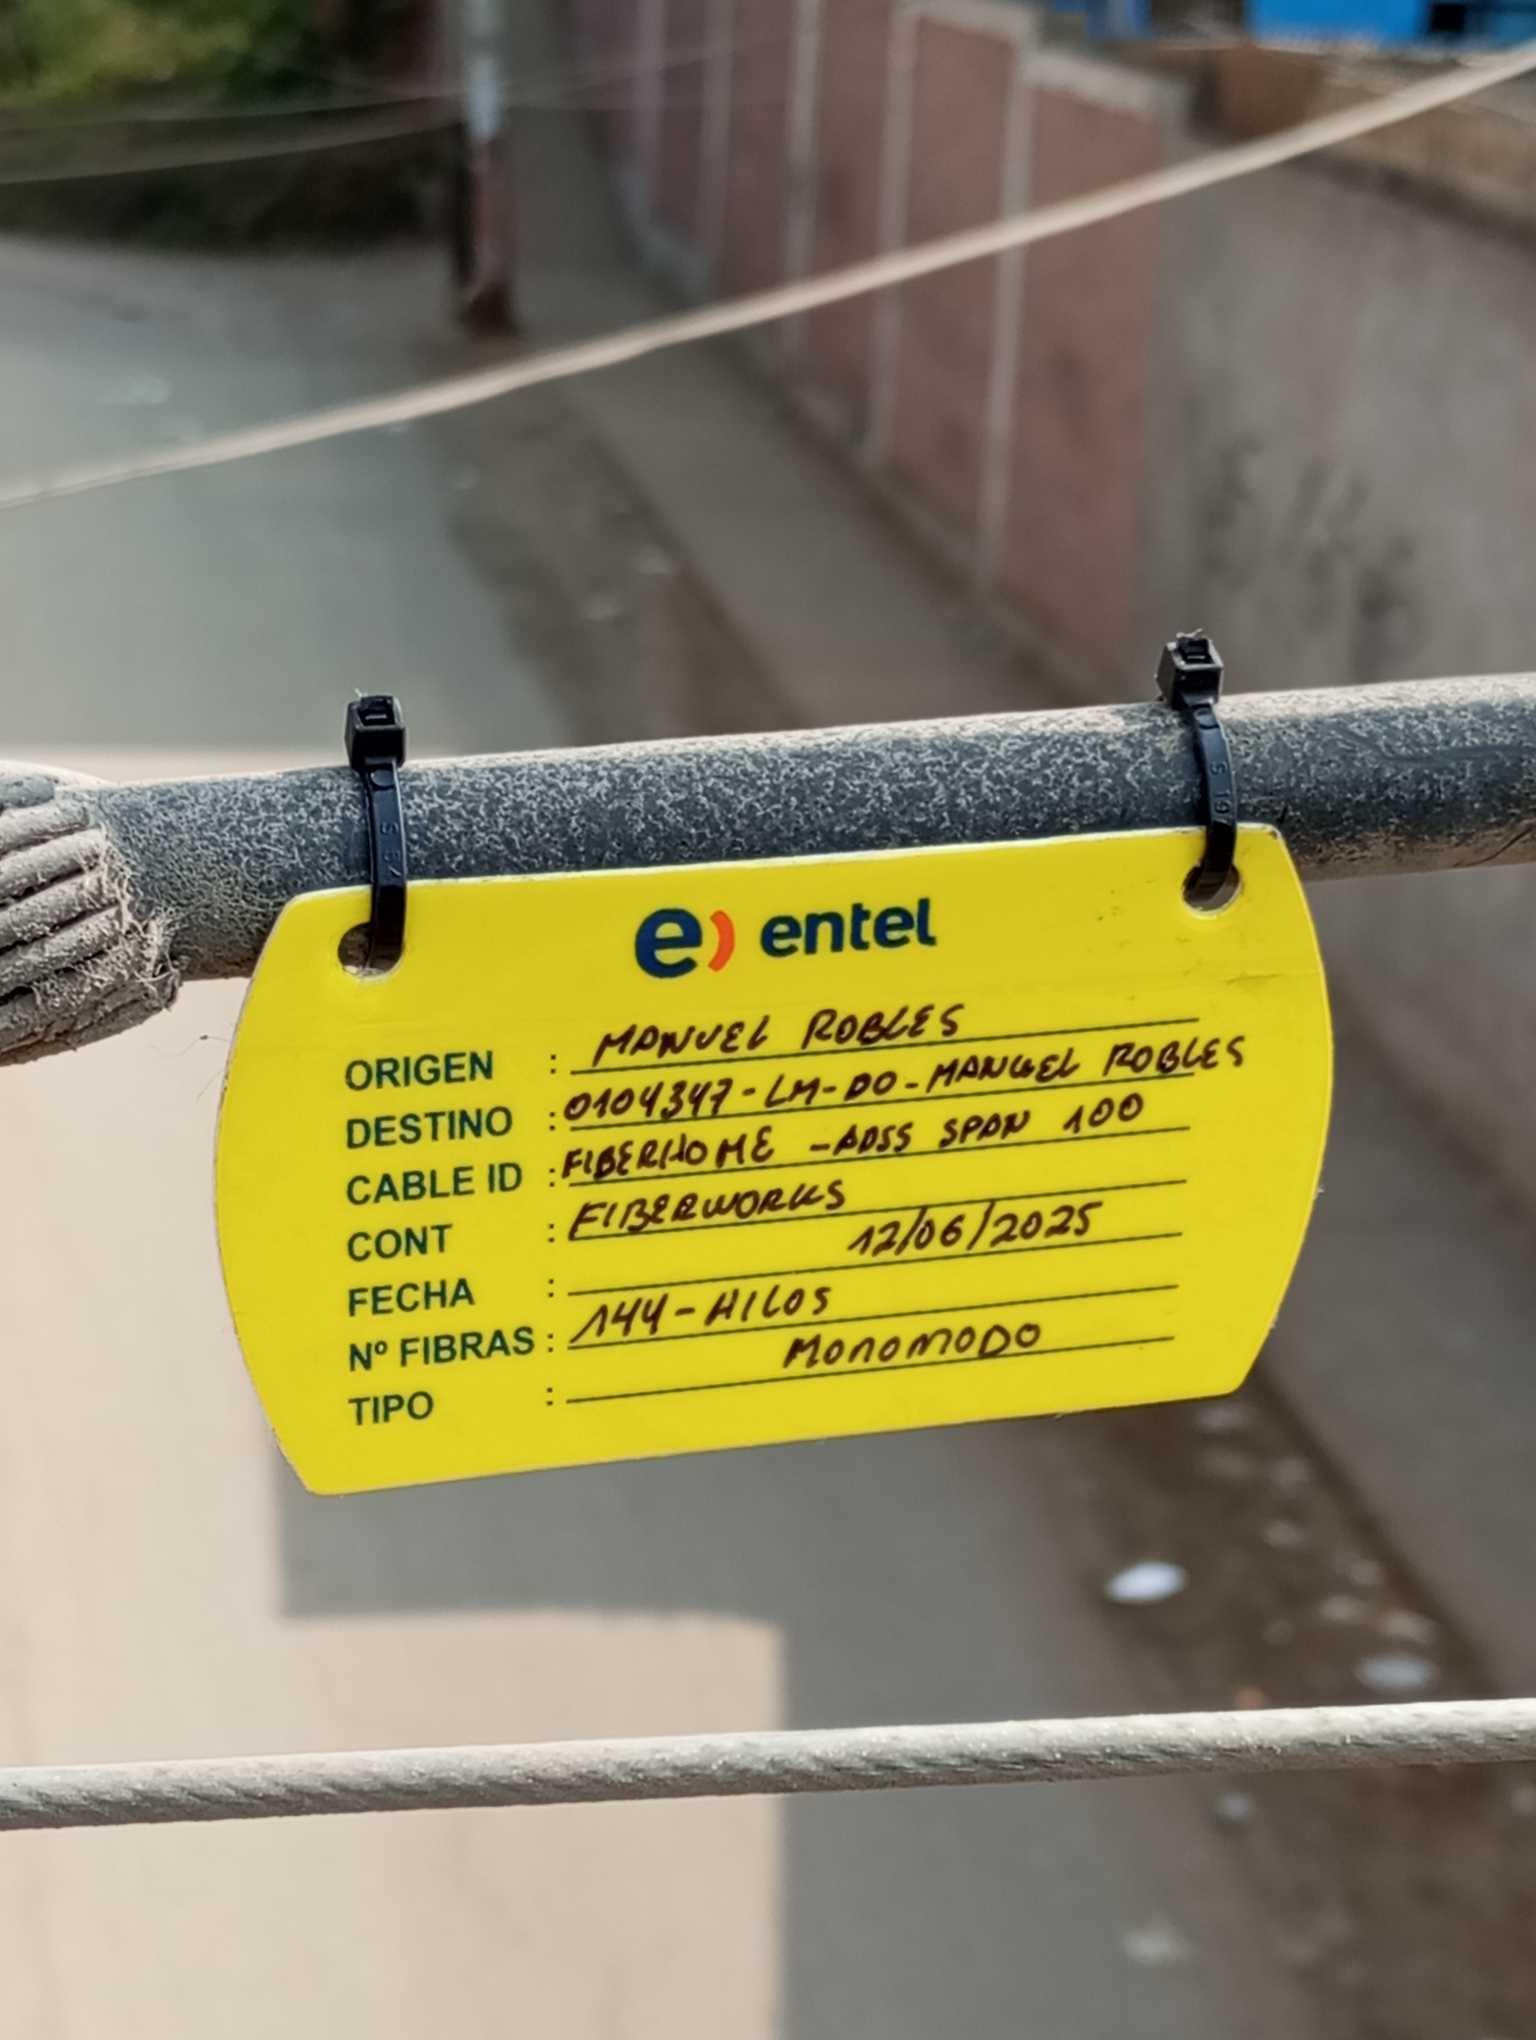 e) entel
ORIGEN : MANUEL ROBLES
DESTINO : 0104347-LM-DO-MANUEL ROBLES
CABLE ID : FIBERHOME -ADSS SPAN 100
CONT : FIBERWORKS
FECHA : 12/06/2025
Nº FIBRAS : 144-HILOS
TIPO : MONOMODO